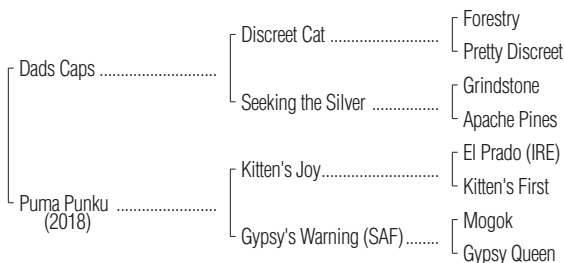 Forestry
Discreet Cat ........................
Pretty Discreet
Dads Caps ..........................
Grindstone
Seeking the Silver ...............
Apache Pines
El Prado (IRE)
Kitten's Joy...........................
Kitten's First
Puma Punku ......................
(2018)
Mogok
Gypsy's Warning (SAF)........
Gypsy Queen